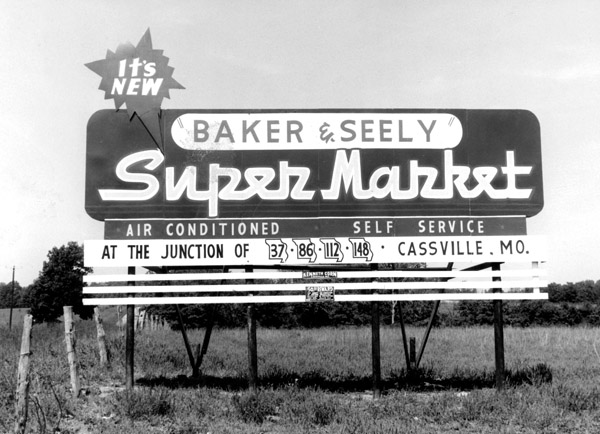 It's
NEW
BAKER & SEELY
Super Market
AIR CONDITIONED SELF SERVICE
AT THE JUNCTION OF 37 · 86 · 112 · 148 · CASSVILLE, MO.